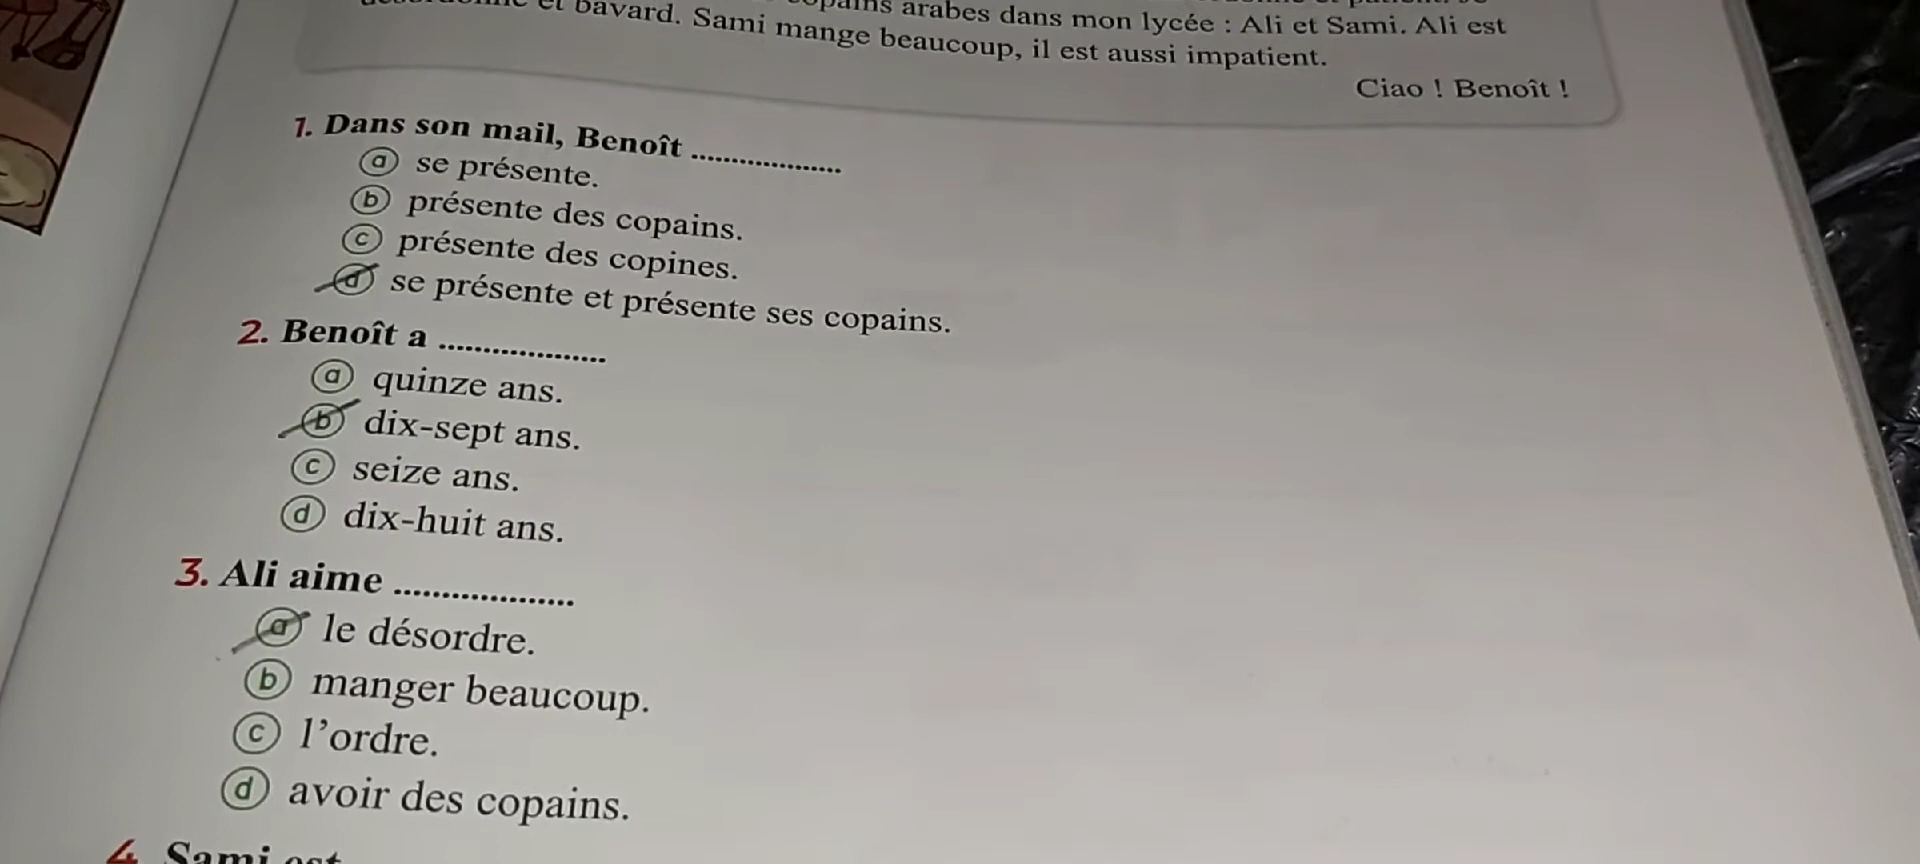 arabes dans mon lycée : Ali et Sami. Ali est
et bavard. Sami mange beaucoup, il est aussi impatient.
Ciao ! Benoît !
1. Dans son mail, Benoît ..................
a se présente.
b présente des copains.
c présente des copines.
d se présente et présente ses copains.
2. Benoît a ...................
a quinze ans.
b dix-sept ans.
c seize ans.
d dix-huit ans.
3. Ali aime ...................
a le désordre.
b manger beaucoup.
c l'ordre.
d avoir des copains.
4 Sami est